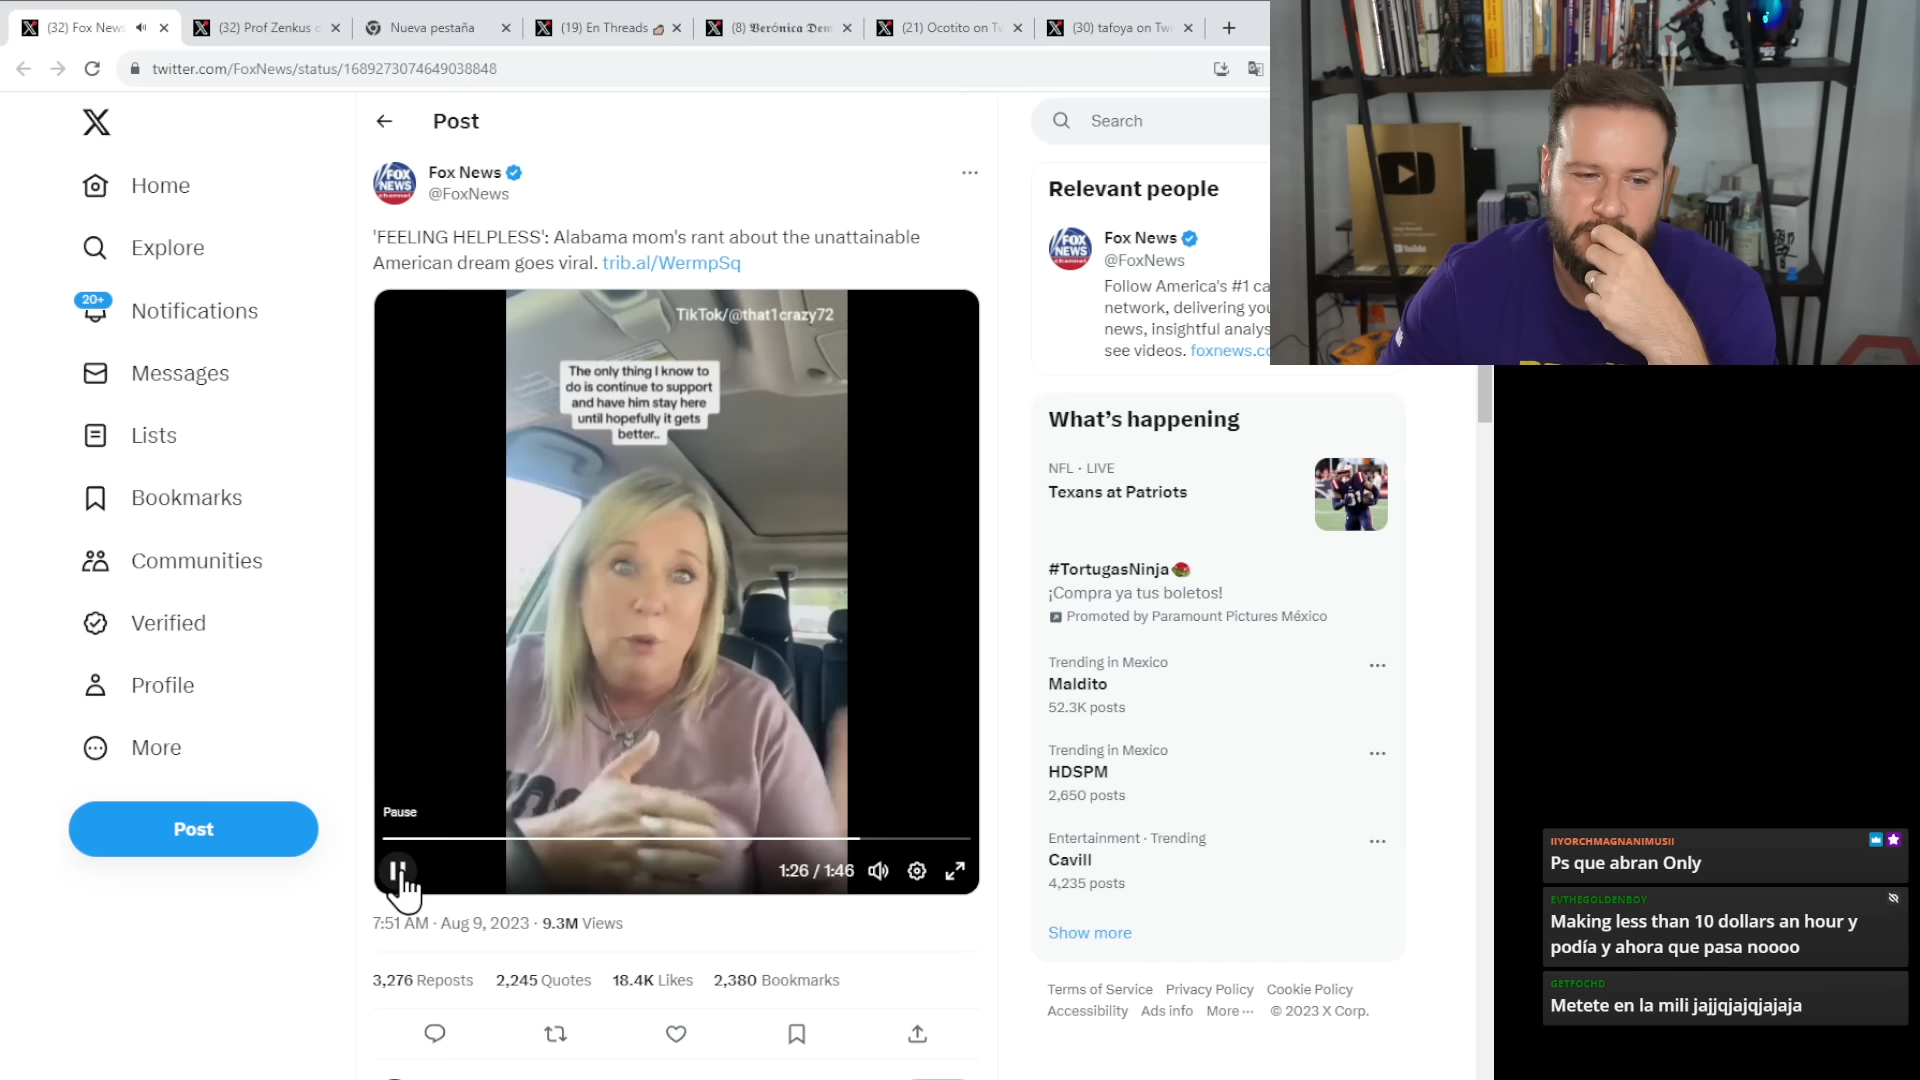 (32) Fox News
(32) Prof Zenkus
Nueva pestaña
(19) En Threads
(8) 𝕭𝖊𝖗ó𝖓𝖎𝖈𝖆 𝕯𝖊𝖒
(21) Ocotito on Tw
(30) tafoya on Twi
twitter.com/FoxNews/status/1689273074649038848
Home
Explore
20+
Notifications
Messages
Lists
Bookmarks
Communities
Verified
Profile
More
Post
Post
Fox News
@FoxNews
'FEELING HELPLESS': Alabama mom's rant about the unattainable
American dream goes viral. trib.al/WermpSq
TikTok/@that1crazy72
The only thing I know to
do is continue to support
and have him stay here
until hopefully it gets
better..
Pause
1:26 / 1:46
7:51 AM · Aug 9, 2023 · 9.3M Views
3,276 Reposts 2,245 Quotes 18.4K Likes 2,380 Bookmarks
Search
Relevant people
Fox News
@FoxNews
Follow America's #1 ca
network, delivering you
news, insightful analys
see videos. foxnews.co
What's happening
NFL · LIVE
Texans at Patriots
#TortugasNinja
¡Compra ya tus boletos!
Promoted by Paramount Pictures México
Trending in Mexico
Maldito
52.3K posts
Trending in Mexico
HDSPM
2,650 posts
Entertainment · Trending
Cavill
4,235 posts
Show more
Terms of Service Privacy Policy Cookie Policy
Accessibility Ads info More ··· © 2023 X Corp.
IIYORCHMAGNANIMUSII
Ps que abran Only
EVTHEGOLDENBOY
Making less than 10 dollars an hour y
podía y ahora que pasa noooo
GETFOCHD
Metete en la mili jajjqjajqjajaja